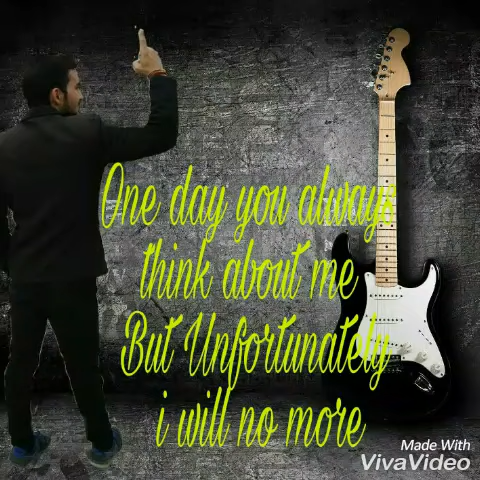 One day you always
think about me
But Unfortunately
i will no more
Made With
VivaVideo